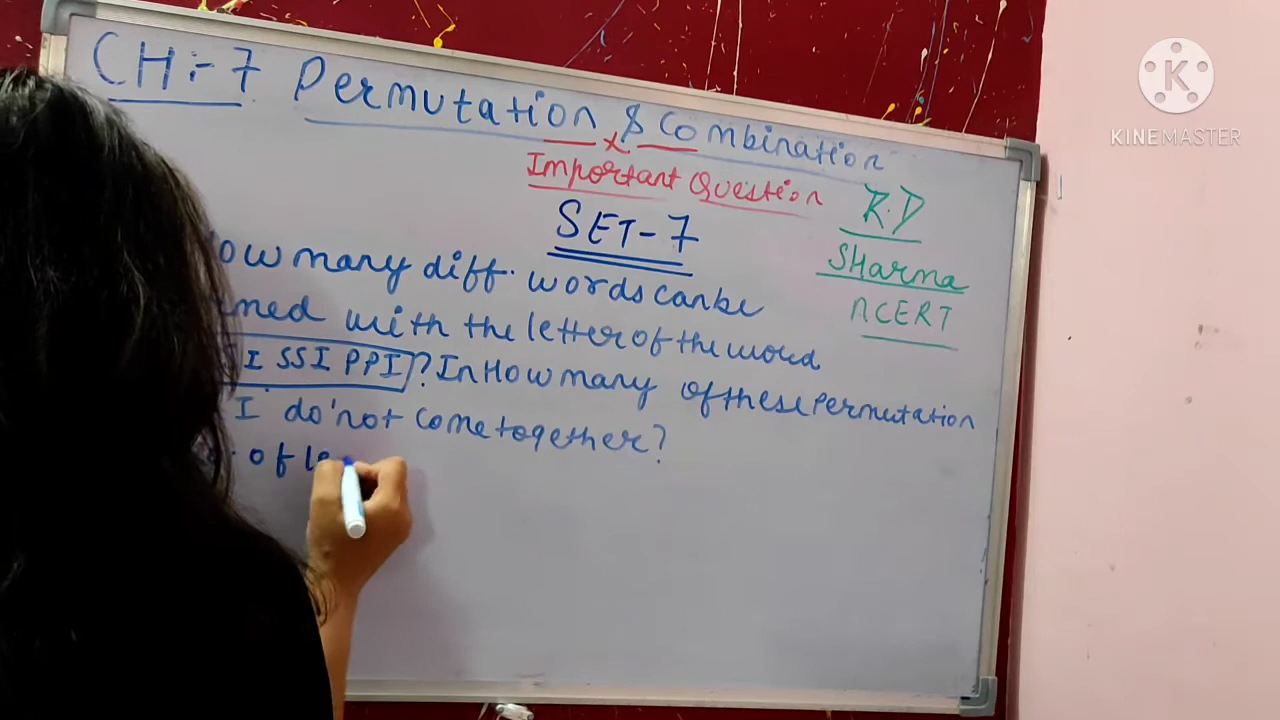 CH:- 7 Permutation & Combination
Important Question
SET-7
R.D
SHarma
NCERT
How many diff. words can be
med with the letter of the word
I SSI PPI ? In How many of these permutation
I do'not come together?
. of le
K
KINEMASTER